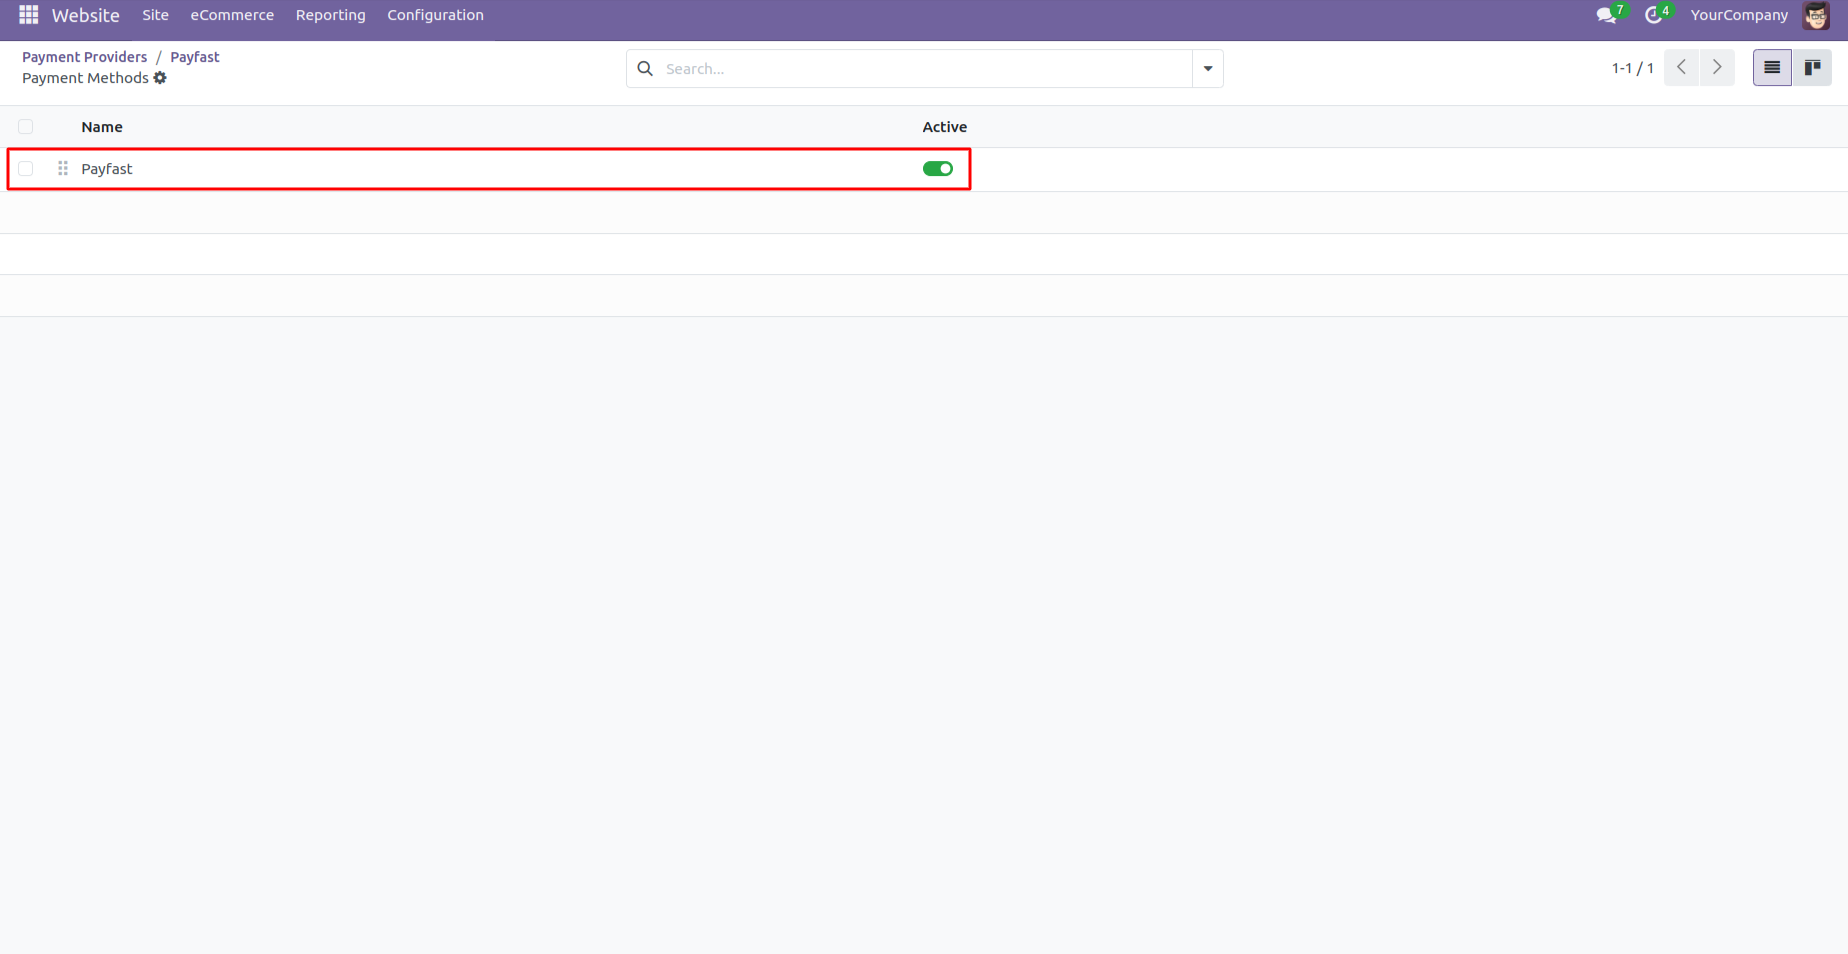 Website Site eCommerce Reporting Configuration 7 4 YourCompany
Payment Providers / Payfast
Payment Methods
Search...
1-1 / 1
Name Active
Payfast